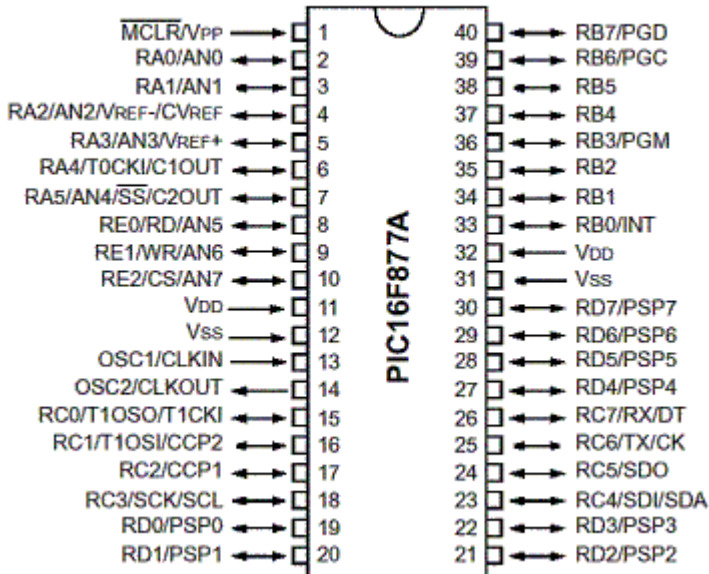 MCLR/VPP 1 40 RB7/PGD
RA0/AN0 2 39 RB6/PGC
RA1/AN1 3 38 RB5
RA2/AN2/VREF-/CVREF 4 37 RB4
RA3/AN3/VREF+ 5 36 RB3/PGM
RA4/T0CKI/C1OUT 6 35 RB2
RA5/AN4/SS/C2OUT 7 34 RB1
RE0/RD/AN5 8 33 RB0/INT
RE1/WR/AN6 9 32 VDD
RE2/CS/AN7 10 31 VSS
VDD 11 30 RD7/PSP7
VSS 12 29 RD6/PSP6
OSC1/CLKIN 13 28 RD5/PSP5
OSC2/CLKOUT 14 27 RD4/PSP4
RC0/T1OSO/T1CKI 15 26 RC7/RX/DT
RC1/T1OSI/CCP2 16 25 RC6/TX/CK
RC2/CCP1 17 24 RC5/SDO
RC3/SCK/SCL 18 23 RC4/SDI/SDA
RD0/PSP0 19 22 RD3/PSP3
RD1/PSP1 20 21 RD2/PSP2
PIC16F877A